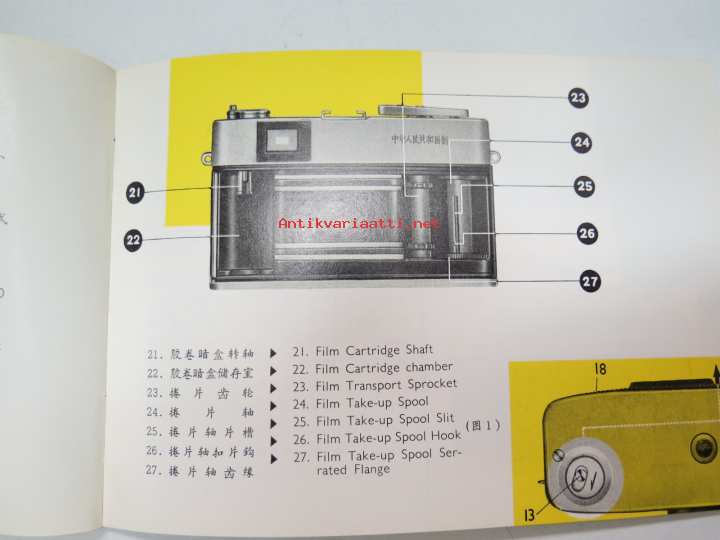 23
中华人民共和国制
24
21
25
22
26
27
Antikvariaatti.net
21. 胶卷暗盒转轴 ▶ 21. Film Cartridge Shaft
22. 胶卷暗盒储存室 ▶ 22. Film Cartridge chamber
23. 捲片齿轮 ▶ 23. Film Transport Sprocket
24. 捲片轴 ▶ 24. Film Take-up Spool
25. 捲片轴片槽 ▶ 25. Film Take-up Spool Slit
26. 捲片轴扣片鈎 ▶ 26. Film Take-up Spool Hook
27. 捲片轴齿缘 ▶ 27. Film Take-up Spool Ser-
rated Flange
(图1)
18
13